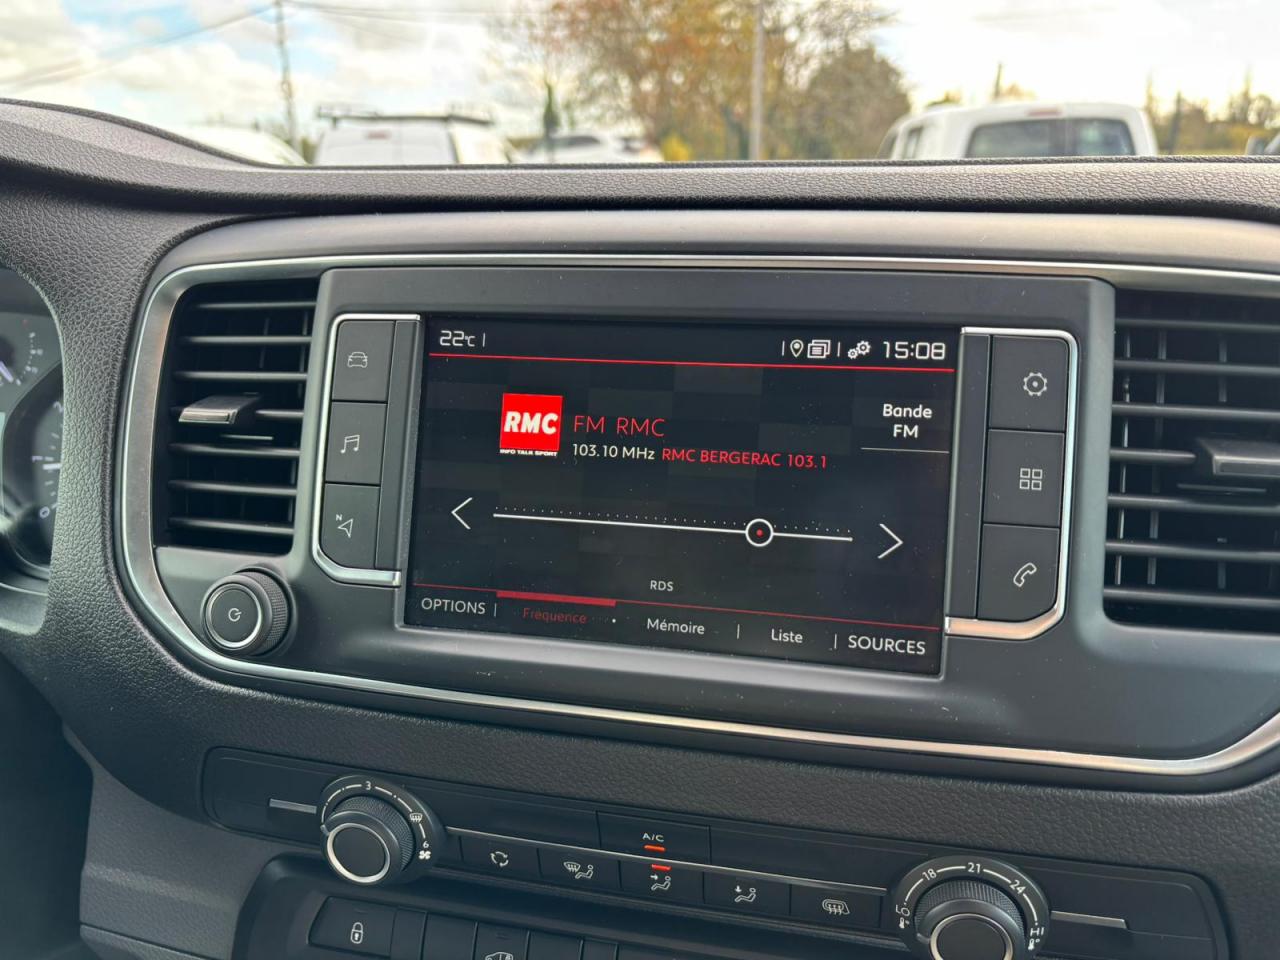 22°C
15:08
RMC
INFO TALK SPORT
FM RMC
103.10 MHz RMC BERGERAC 103.1
Bande
FM
RDS
OPTIONS
Fréquence
Mémoire
Liste
SOURCES
N
3
6
A/C
LO
18
21
24
HI